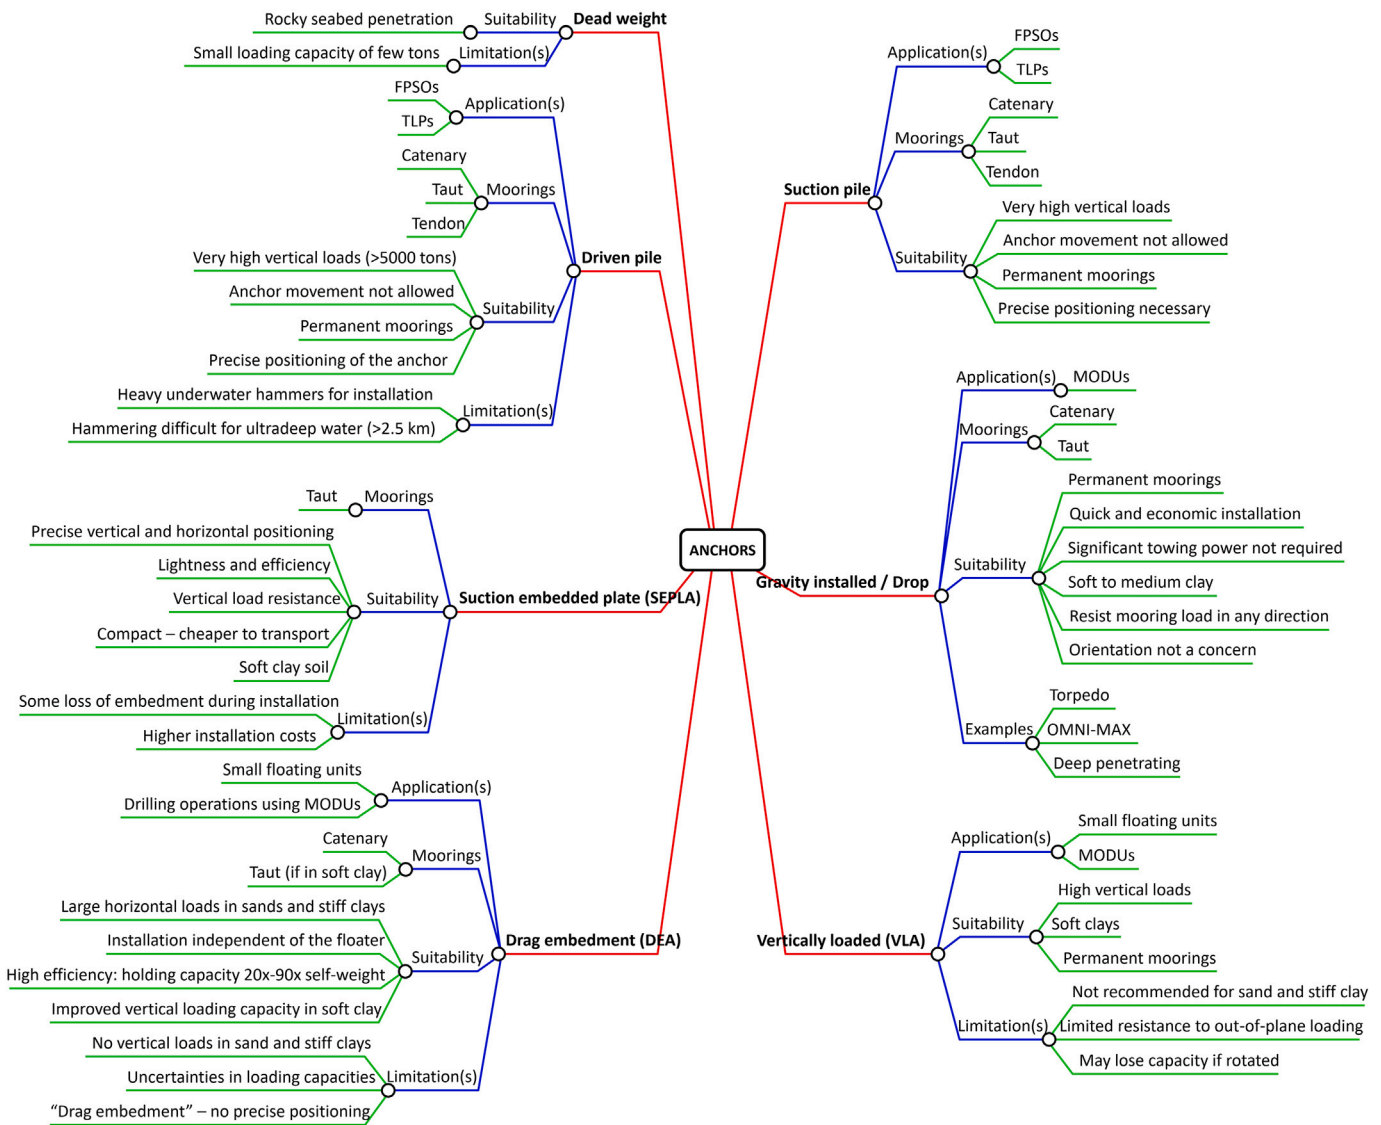 ANCHORS
Dead weight
Suitability
Rocky seabed penetration
Limitation(s)
Small loading capacity of few tons
Driven pile
Application(s)
FPSOs
TLPs
Moorings
Catenary
Taut
Tendon
Suitability
Very high vertical loads (>5000 tons)
Anchor movement not allowed
Permanent moorings
Precise positioning of the anchor
Limitation(s)
Heavy underwater hammers for installation
Hammering difficult for ultradeep water (>2.5 km)
Suction embedded plate (SEPLA)
Moorings
Taut
Suitability
Precise vertical and horizontal positioning
Lightness and efficiency
Vertical load resistance
Compact – cheaper to transport
Soft clay soil
Limitation(s)
Some loss of embedment during installation
Higher installation costs
Drag embedment (DEA)
Application(s)
Small floating units
Drilling operations using MODUs
Moorings
Catenary
Taut (if in soft clay)
Suitability
Large horizontal loads in sands and stiff clays
Installation independent of the floater
High efficiency: holding capacity 20x-90x self-weight
Improved vertical loading capacity in soft clay
Limitation(s)
No vertical loads in sand and stiff clays
Uncertainties in loading capacities
“Drag embedment” – no precise positioning
Suction pile
Application(s)
FPSOs
TLPs
Moorings
Catenary
Taut
Tendon
Suitability
Very high vertical loads
Anchor movement not allowed
Permanent moorings
Precise positioning necessary
Gravity installed / Drop
Application(s)
MODUs
Moorings
Catenary
Taut
Suitability
Permanent moorings
Quick and economic installation
Significant towing power not required
Soft to medium clay
Resist mooring load in any direction
Orientation not a concern
Examples
Torpedo
OMNI-MAX
Deep penetrating
Vertically loaded (VLA)
Application(s)
Small floating units
MODUs
Suitability
High vertical loads
Soft clays
Permanent moorings
Limitation(s)
Not recommended for sand and stiff clay
Limited resistance to out-of-plane loading
May lose capacity if rotated